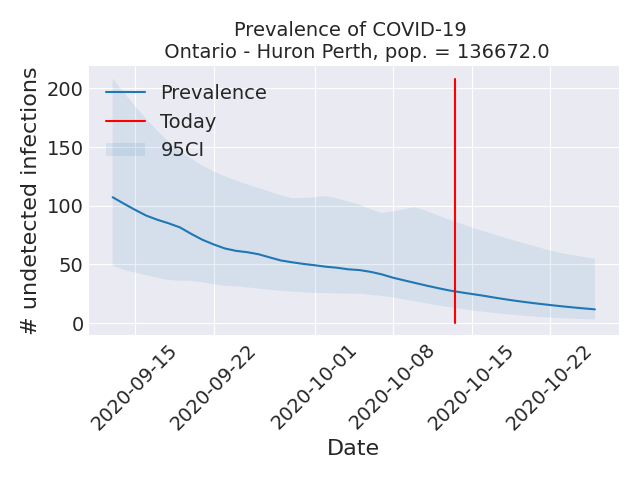 Prevalence of COVID-19
Ontario - Huron Perth, pop. = 136672.0
# undetected infections
200
150
100
50
0
Prevalence
Today
95CI
2020-09-15
2020-09-22
2020-10-01
2020-10-08
2020-10-15
2020-10-22
Date